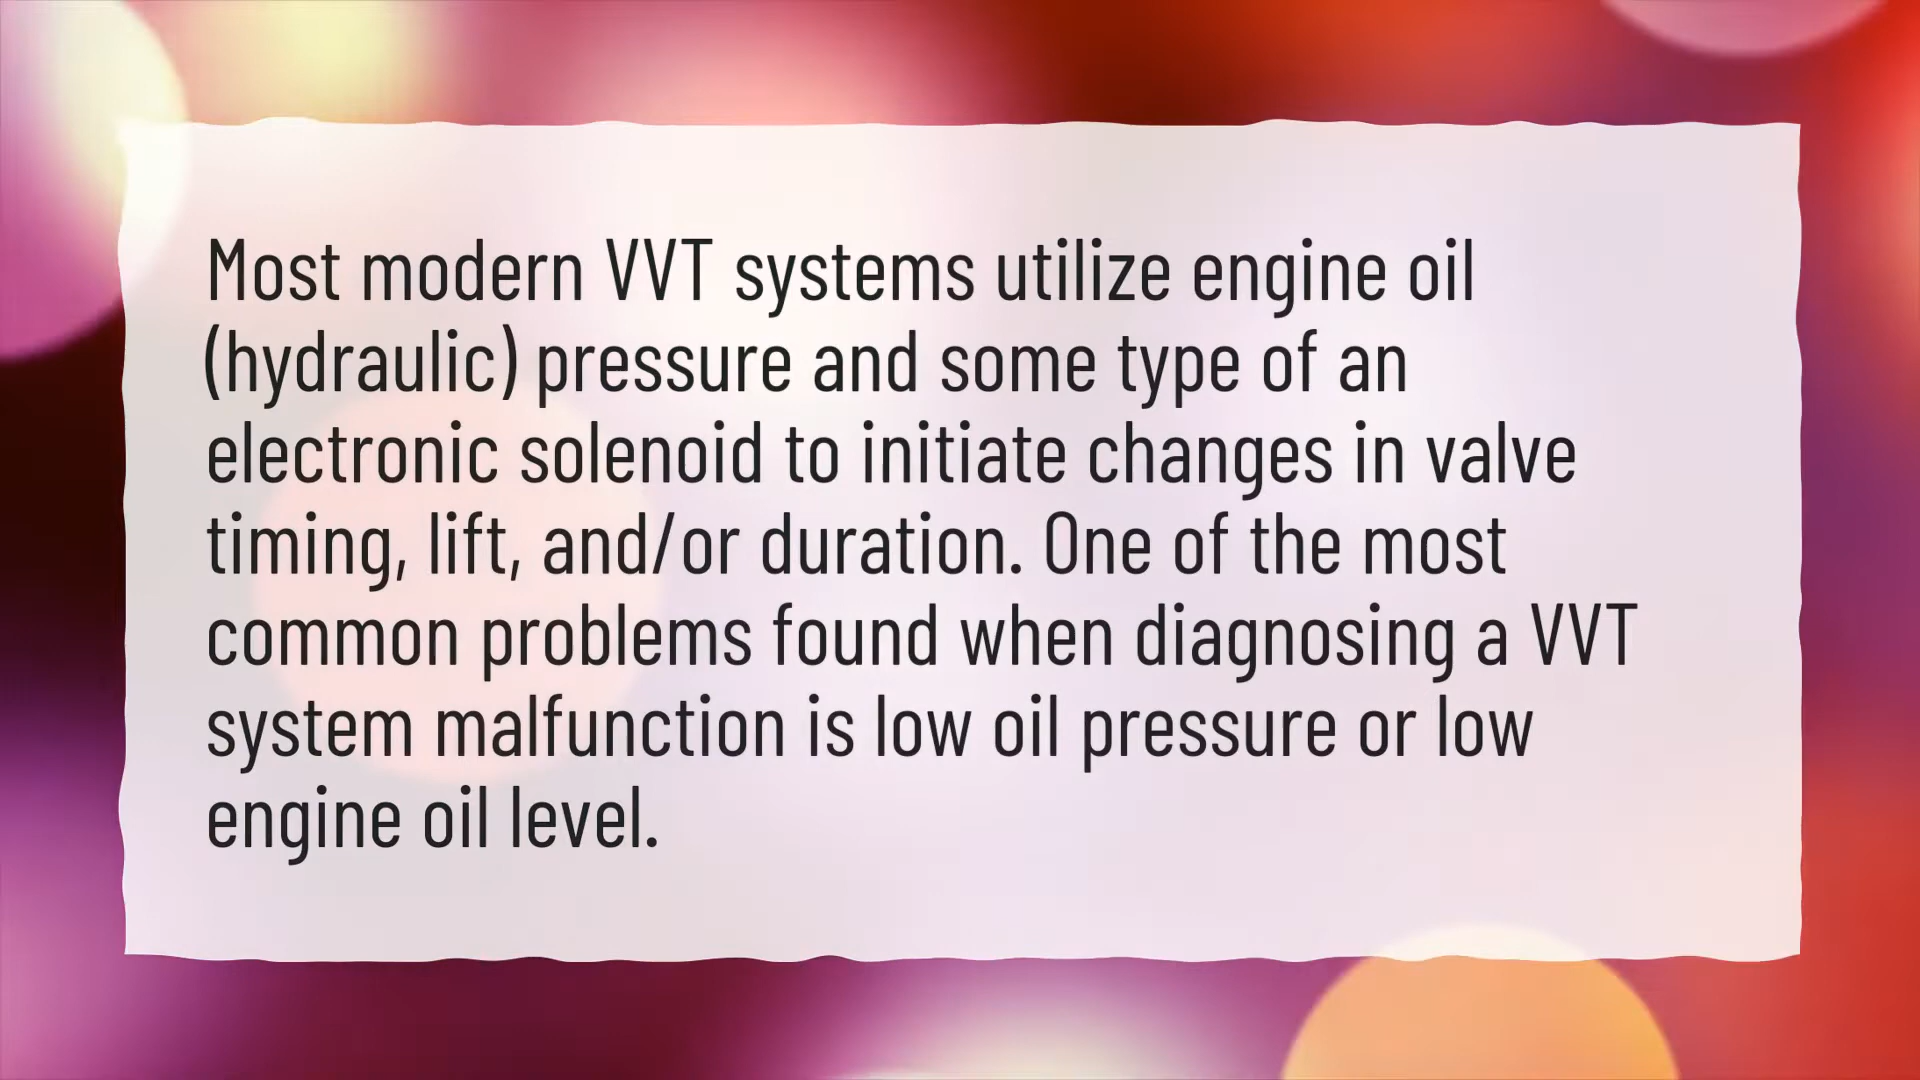 Most modern VVT systems utilize engine oil
(hydraulic) pressure and some type of an
electronic solenoid to initiate changes in valve
timing, lift, and/or duration. One of the most
common problems found when diagnosing a VVT
system malfunction is low oil pressure or low
engine oil level.